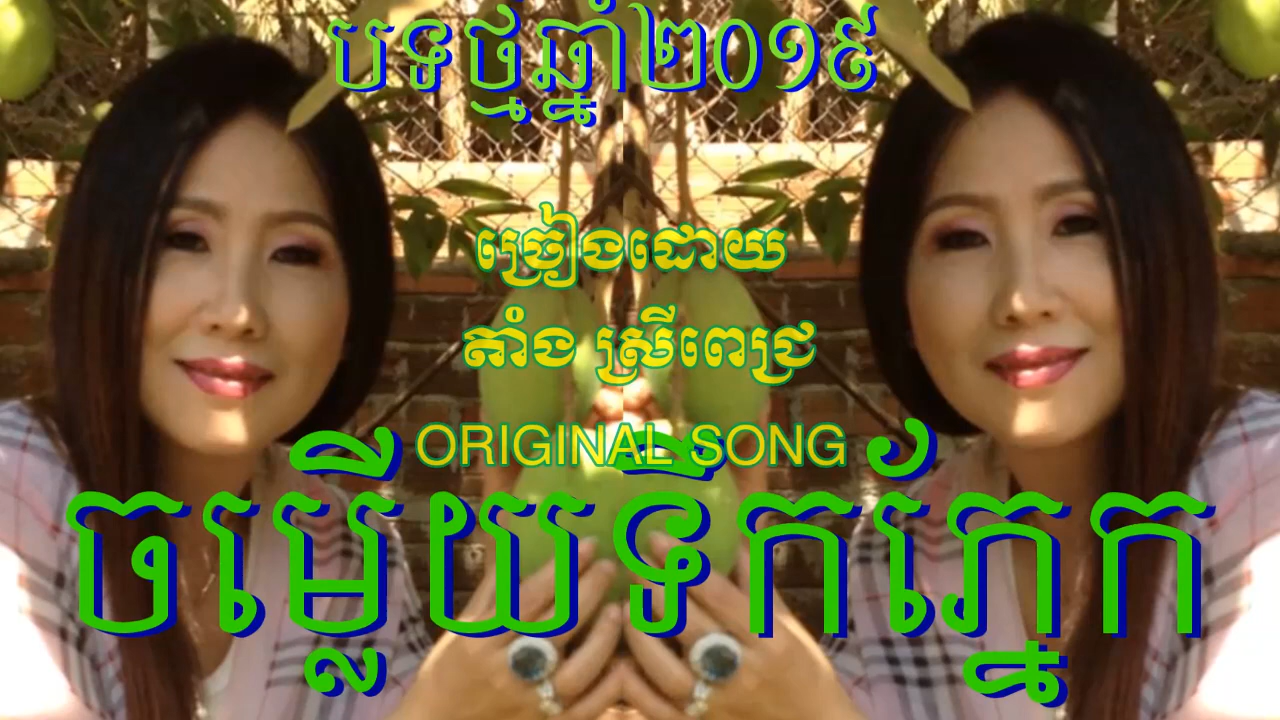 បទថ្មីឆ្នាំ២០១៩
ច្រៀងដោយ
តាំង ស្រីពេជ្រ
ORIGINAL SONG
ចម្លើយទឹកភ្នែក